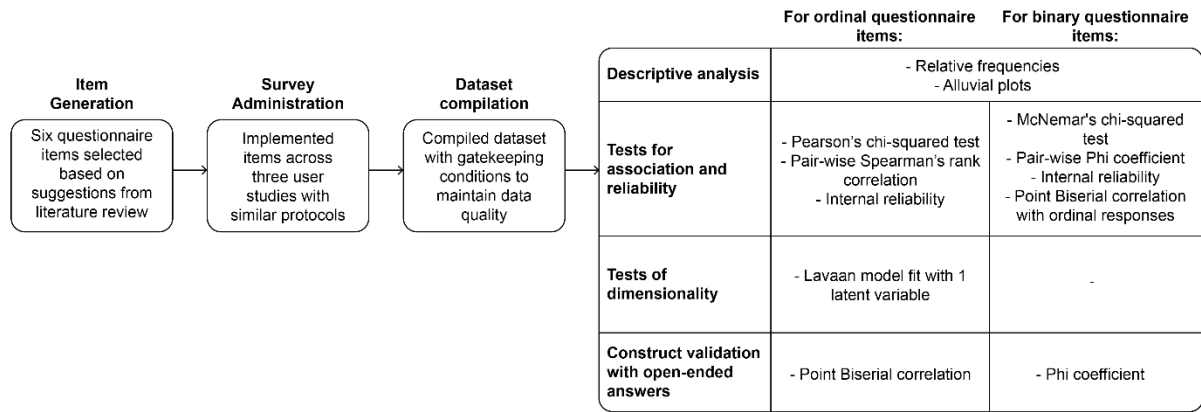 Item
Generation
Six questionnaire
items selected
based on
suggestions from
literature review
Survey
Administration
Implemented
items across
three user
studies with
similar protocols
Dataset
compilation
Compiled dataset
with gatekeeping
conditions to
maintain data
quality
For ordinal questionnaire
items:
For binary questionnaire
items:
Descriptive analysis
- Relative frequencies
- Alluvial plots
Tests for
association and
reliability
- Pearson's chi-squared test
- Pair-wise Spearman's rank
correlation
- Internal reliability
- McNemar's chi-squared
test
- Pair-wise Phi coefficient
- Internal reliability
- Point Biserial correlation
with ordinal responses
Tests of
dimensionality
- Lavaan model fit with 1
latent variable
-
Construct validation
with open-ended
answers
- Point Biserial correlation
- Phi coefficient